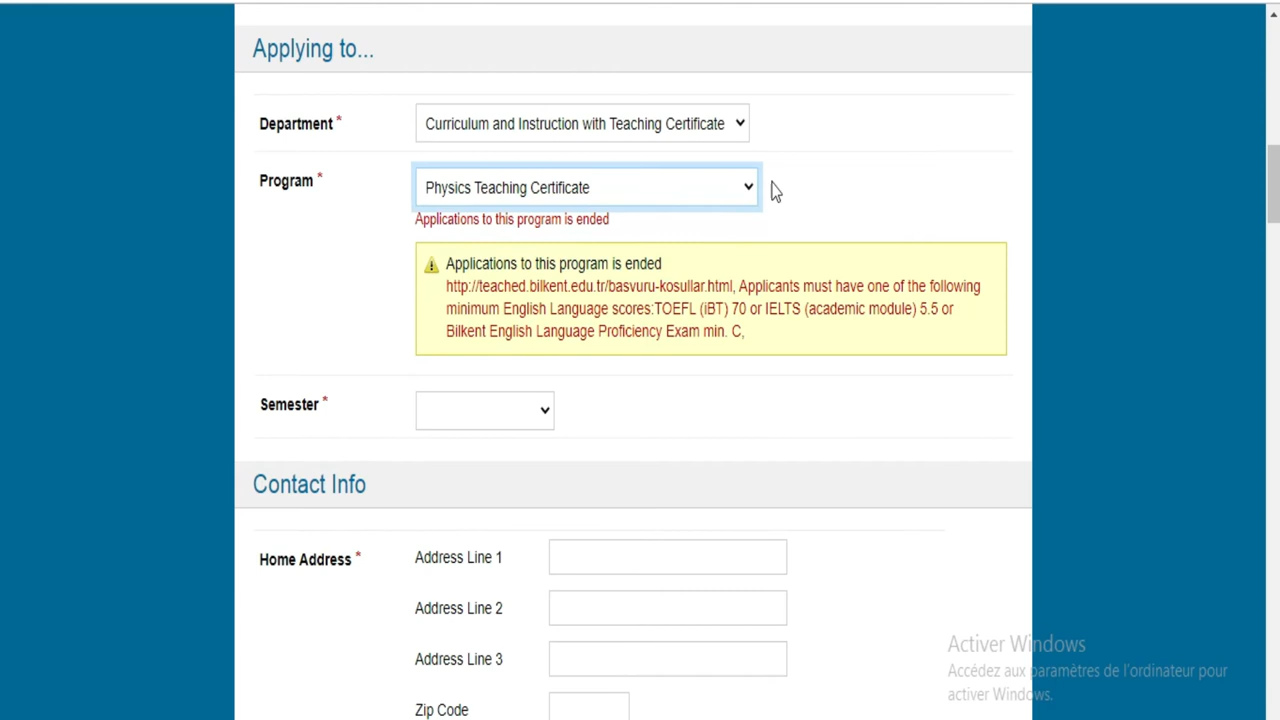 Applying to...
Department *
Curriculum and Instruction with Teaching Certificate
Program *
Physics Teaching Certificate
Applications to this program is ended
Applications to this program is ended
http://teached.bilkent.edu.tr/basvuru-kosullar.html, Applicants must have one of the following
minimum English Language scores:TOEFL (iBT) 70 or IELTS (academic module) 5.5 or
Bilkent English Language Proficiency Exam min. C,
Semester *
Contact Info
Home Address *
Address Line 1
Address Line 2
Address Line 3
Zip Code
Activer Windows
Accédez aux paramètres de l'ordinateur pour
activer Windows.